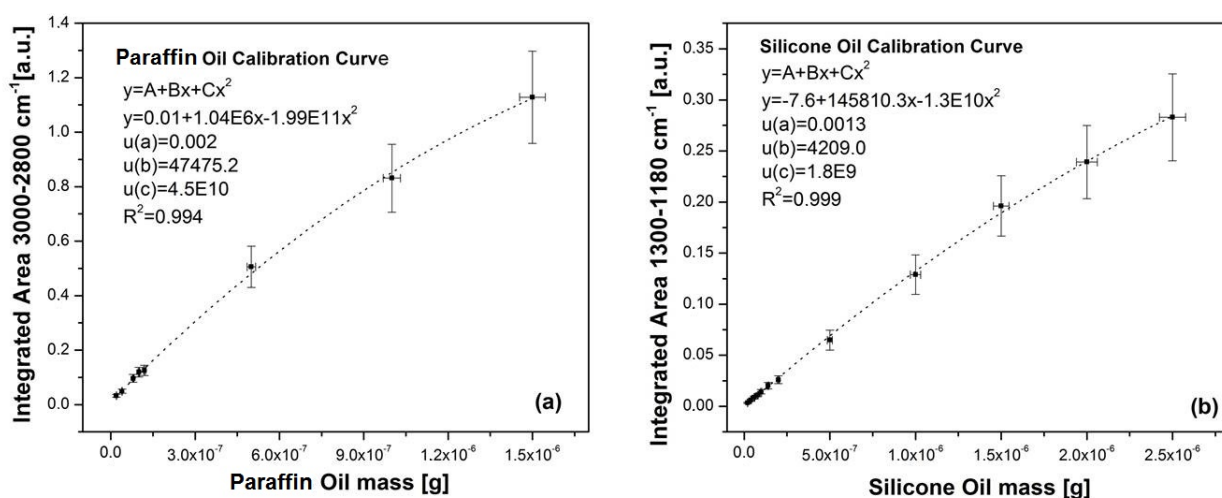 Integrated Area 3000-2800 cm⁻¹[a.u.]
1.4
1.2
1.0
0.8
0.6
0.4
0.2
0.0
Paraffin Oil Calibration Curve
y=A+Bx+Cx²
y=0.01+1.04E6x-1.99E11x²
u(a)=0.002
u(b)=47475.2
u(c)=4.5E10
R²=0.994
(a)
0.0 3.0x10⁻⁷ 6.0x10⁻⁷ 9.0x10⁻⁷ 1.2x10⁻⁶ 1.5x10⁻⁶
Paraffin Oil mass [g]
Integrated Area 1300-1180 cm⁻¹ [a.u.]
0.35
0.30
0.25
0.20
0.15
0.10
0.05
0.00
Silicone Oil Calibration Curve
y=A+Bx+Cx²
y=-7.6+145810.3x-1.3E10x²
u(a)=0.0013
u(b)=4209.0
u(c)=1.8E9
R²=0.999
(b)
0.0 5.0x10⁻⁷ 1.0x10⁻⁶ 1.5x10⁻⁶ 2.0x10⁻⁶ 2.5x10⁻⁶
Silicone Oil mass [g]